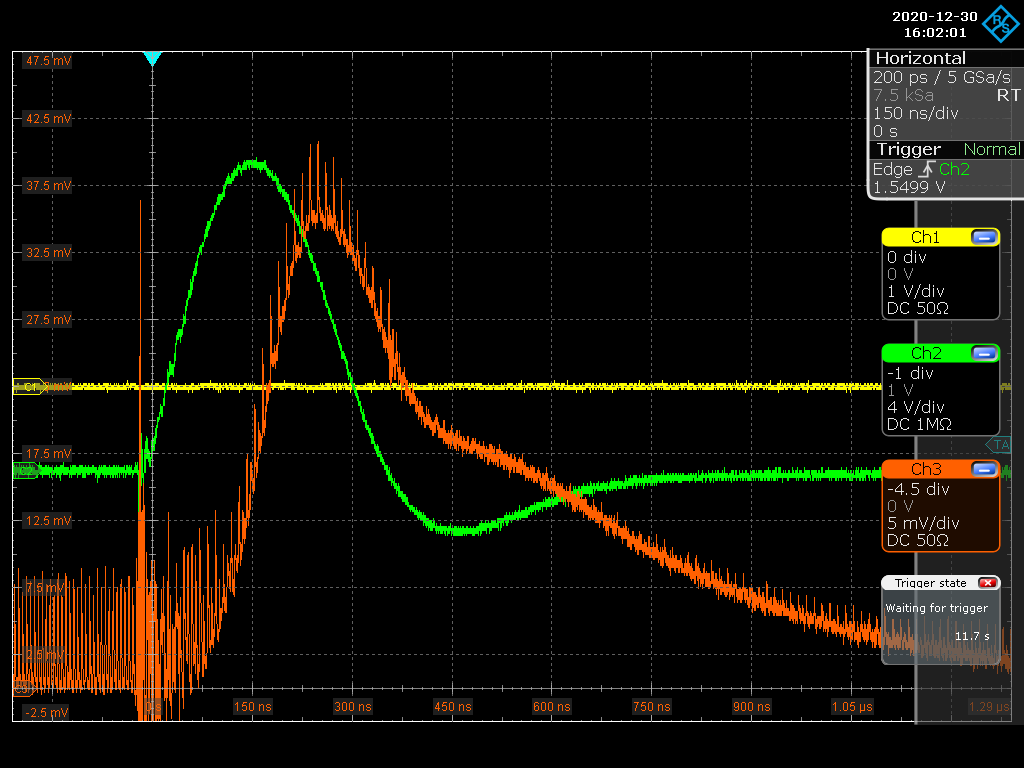 2020-12-30
16:02:01
R&S
Horizontal
200 ps / 5 GSa/s
7.5 kSa RT
150 ns/div
0 s
Trigger Normal
Edge Ch2
1.5499 V
47.5 mV
42.5 mV
37.5 mV
32.5 mV
27.5 mV
C1
17.5 mV
C2
12.5 mV
7.5 mV
2.5 mV
C3
-2.5 mV
Ch1
0 div
0 V
1 V/div
DC 50Ω
Ch2
-1 div
1 V
4 V/div
DC 1MΩ
TA
Ch3
-4.5 div
0 V
5 mV/div
DC 50Ω
Trigger state
Waiting for trigger
11.7 s
0 s 150 ns 300 ns 450 ns 600 ns 750 ns 900 ns 1.05 µs 1.29 µs